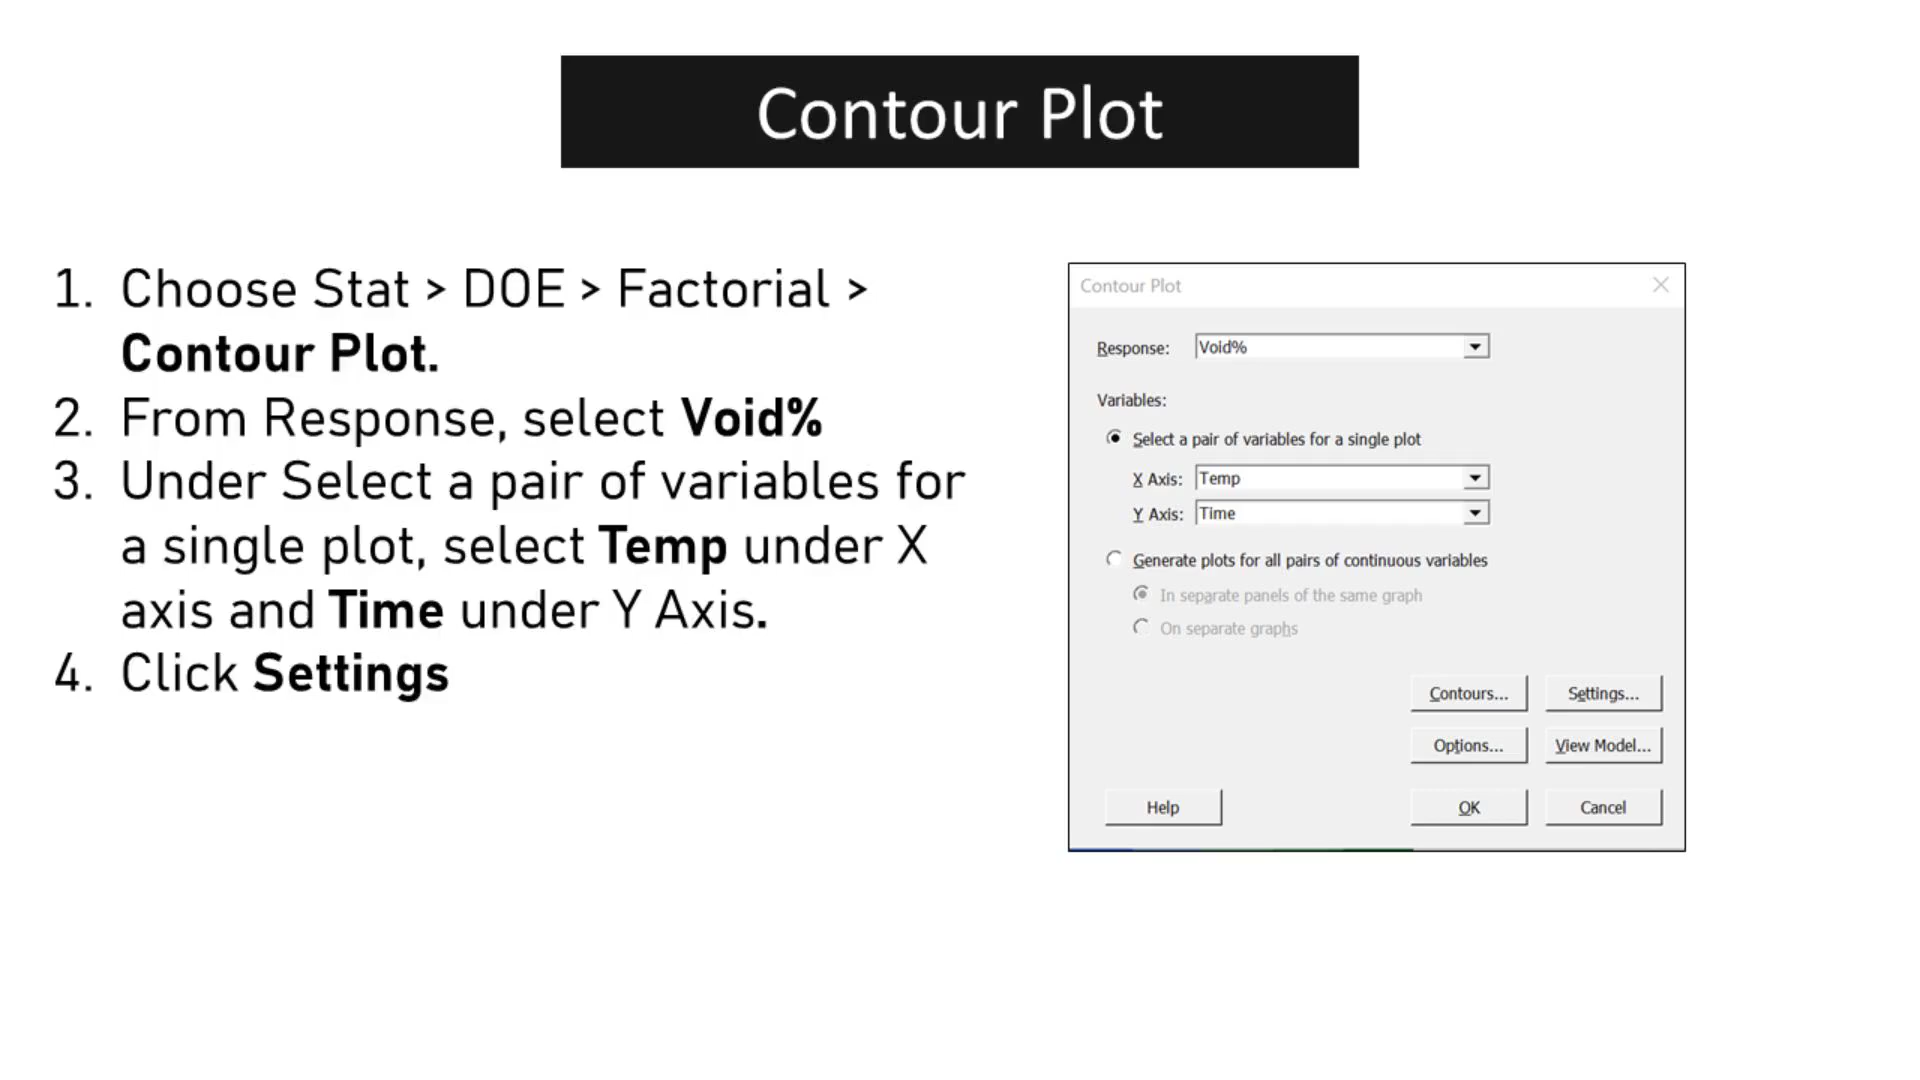 Contour Plot
1. Choose Stat > DOE > Factorial >
Contour Plot.
2. From Response, select Void%
3. Under Select a pair of variables for
a single plot, select Temp under X
axis and Time under Y Axis.
4. Click Settings
Contour Plot
Response: Void%
Variables:
Select a pair of variables for a single plot
X Axis: Temp
Y Axis: Time
Generate plots for all pairs of continuous variables
In separate panels of the same graph
On separate graphs
Contours... Settings...
Options... View Model...
Help OK Cancel